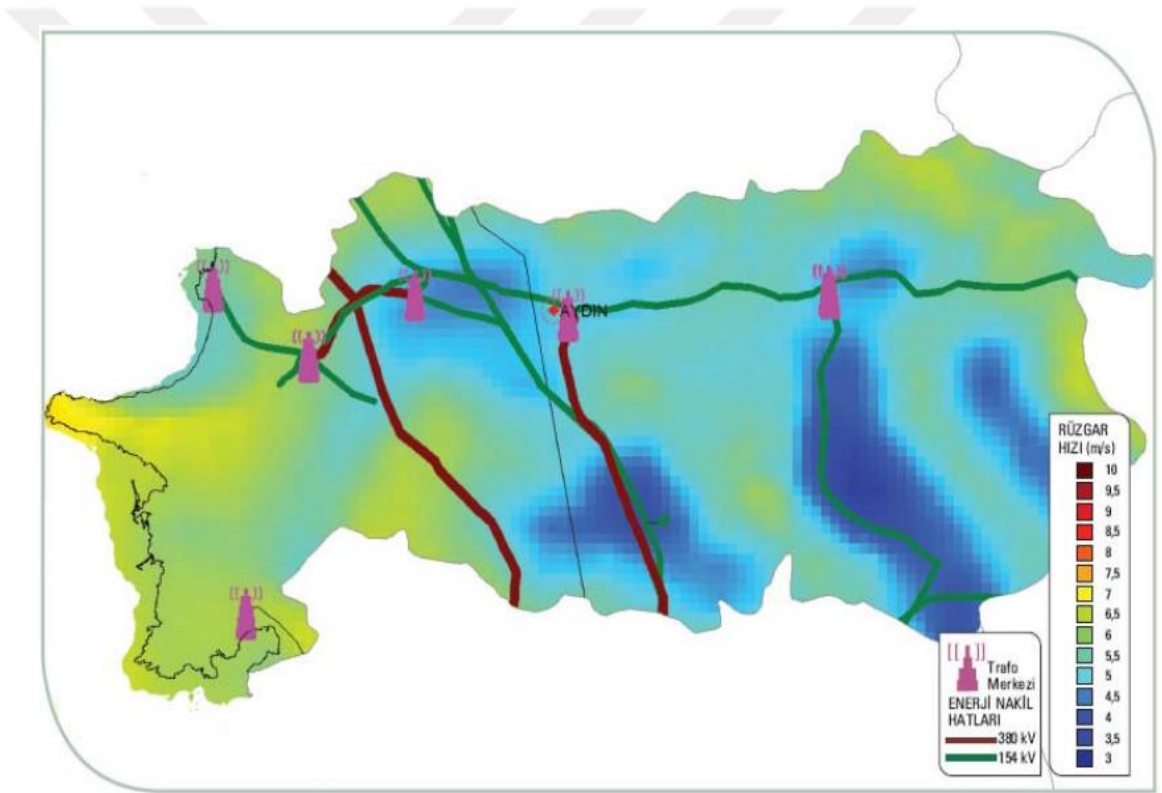 AYDIN
RÜZGAR
HIZI (m/s)
10
9,5
9
8,5
8
7,5
7
6,5
6
5,5
5
4,5
4
3,5
3
Trafo
Merkezi
ENERJİ NAKİL
HATLARI
380 kV
154 kV